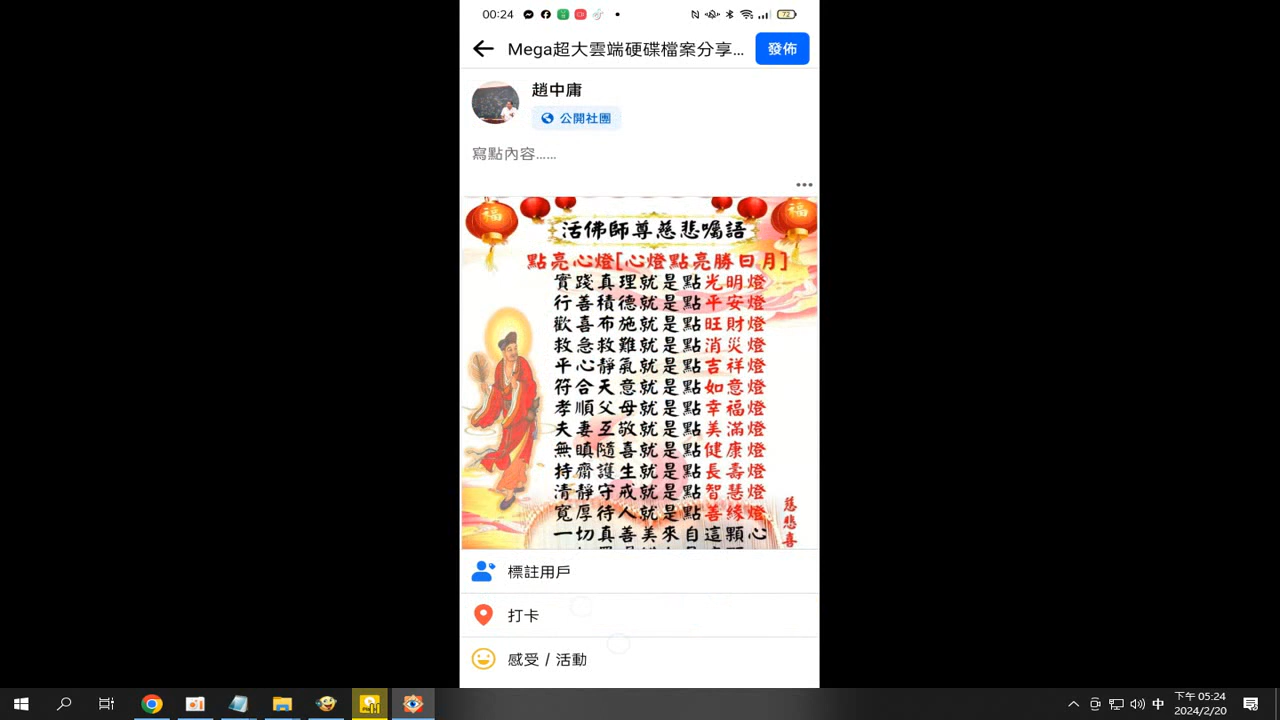 00:24
72
Mega超大雲端硬碟檔案分享...
發佈
趙中庸
公開社團
寫點內容......
福
福
活佛師尊慈悲囑語
點亮心燈[心燈點亮勝日月]
實踐真理就是點光明燈
行善積德就是點平安燈
歡喜布施就是點旺財燈
救急救難就是點消災燈
平心靜氣就是點吉祥燈
符合天意就是點如意燈
孝順父母就是點幸福燈
夫妻互敬就是點美滿燈
無瞋隨喜就是點健康燈
持齋護生就是點長壽燈
清靜守戒就是點智慧燈
寬厚待人就是點善緣燈
一切真善美來自這顆心
慈悲喜
標註用戶
打卡
感受 / 活動
中
下午 05:24
2024/2/20